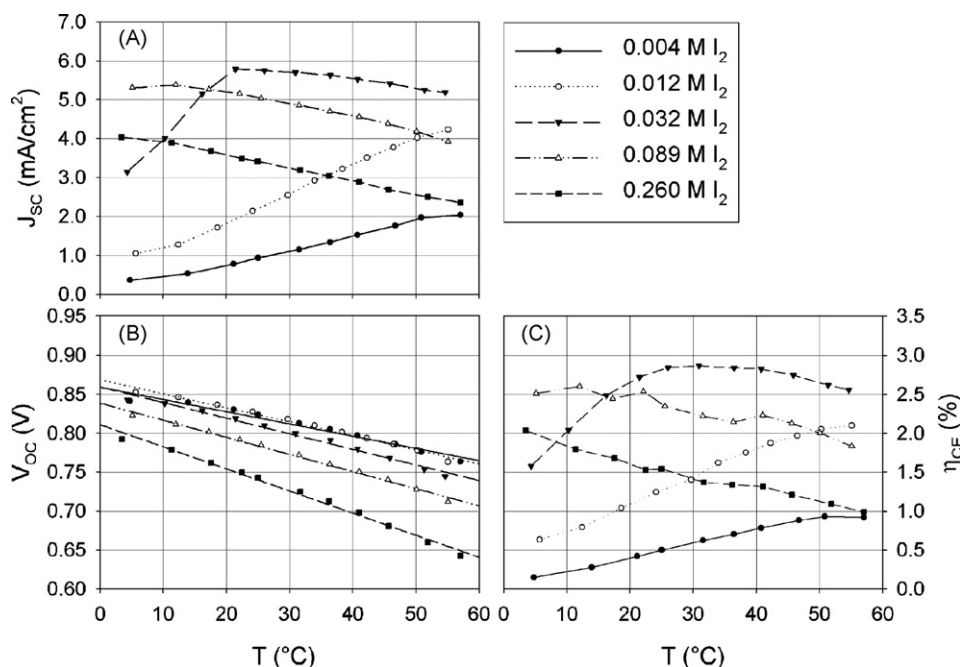 (A)
7.0
6.0
5.0
4.0
3.0
2.0
1.0
0.0
J_SC (mA/cm²)
0.004 M I₂
0.012 M I₂
0.032 M I₂
0.089 M I₂
0.260 M I₂
(B)
0.95
0.90
0.85
0.80
0.75
0.70
0.65
0.60
V_OC (V)
0 10 20 30 40 50 60
T (°C)
(C)
3.5
3.0
2.5
2.0
1.5
1.0
0.5
0.0
η_CE (%)
0 10 20 30 40 50 60
T (°C)